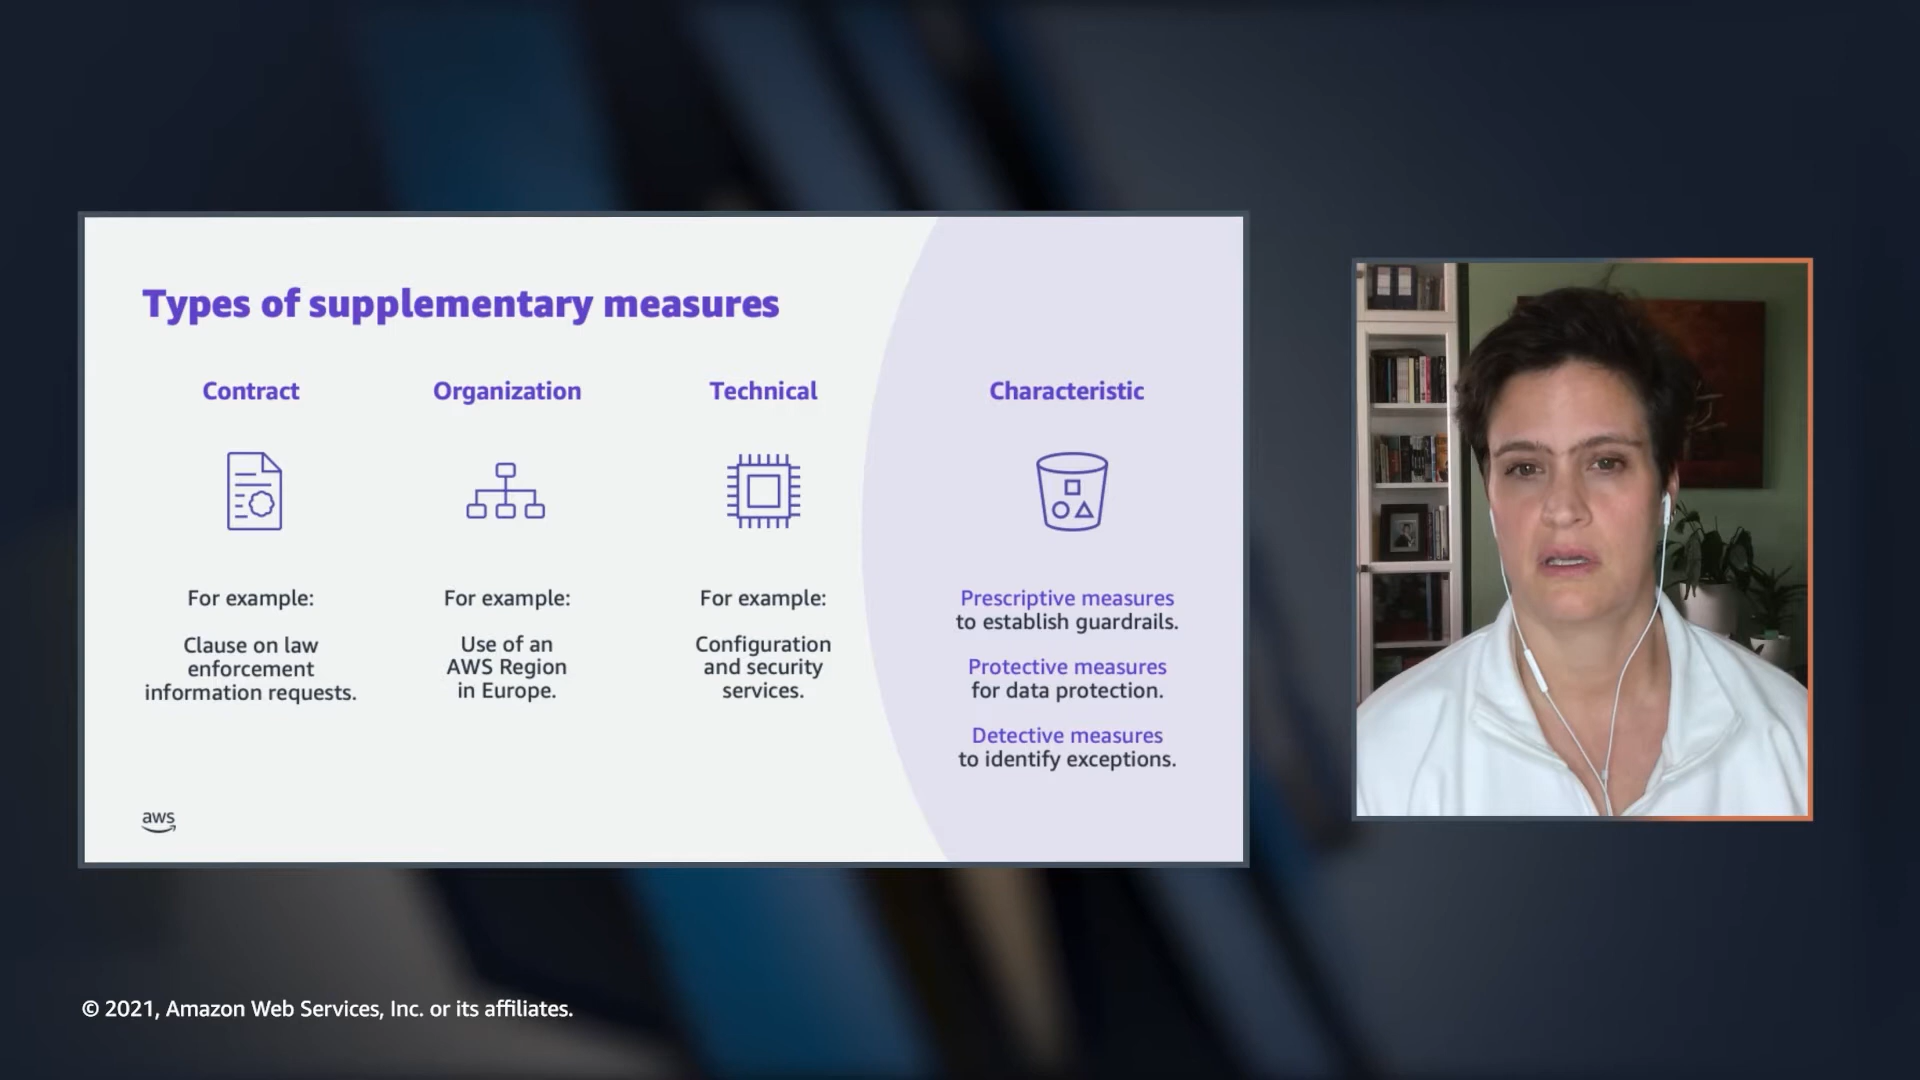 Types of supplementary measures
Contract
For example:
Clause on law
enforcement
information requests.
Organization
For example:
Use of an
AWS Region
in Europe.
Technical
For example:
Configuration
and security
services.
Characteristic
Prescriptive measures
to establish guardrails.
Protective measures
for data protection.
Detective measures
to identify exceptions.
aws
© 2021, Amazon Web Services, Inc. or its affiliates.